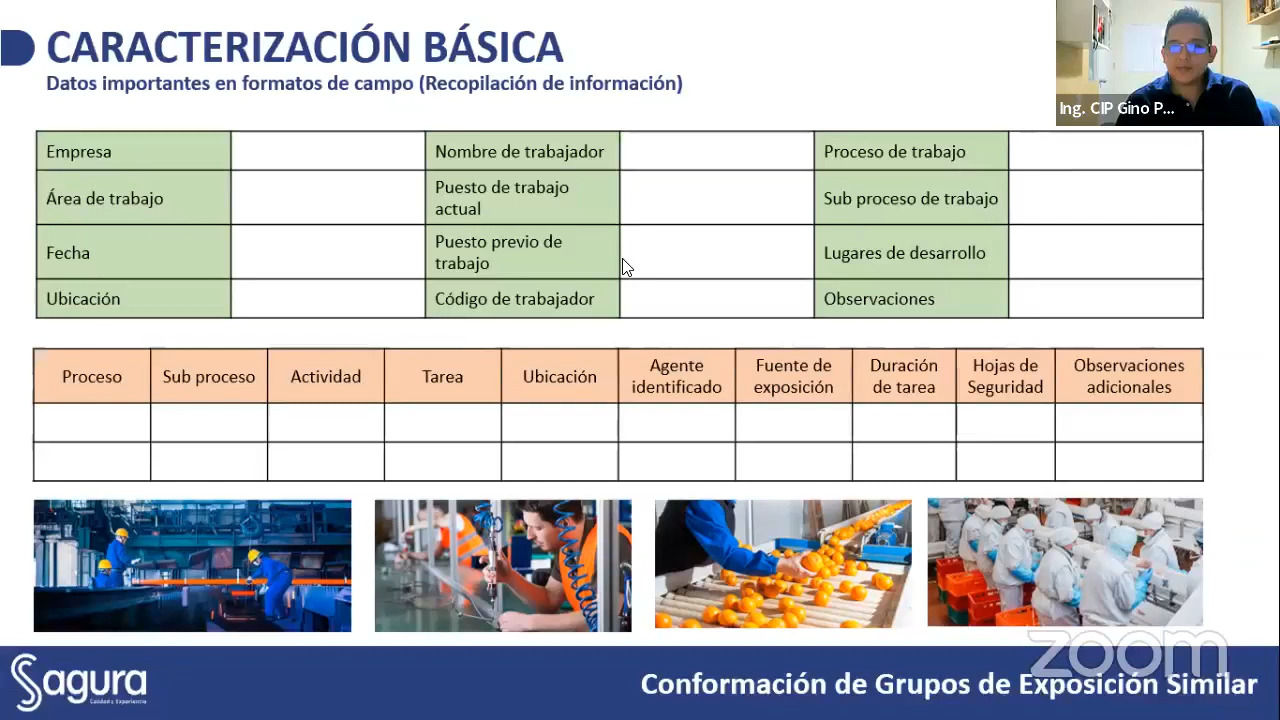 CARACTERIZACIÓN BÁSICA
Datos importantes en formatos de campo (Recopilación de información)
Ing. CIP Gino P...
Empresa
Nombre de trabajador
Proceso de trabajo
Área de trabajo
Puesto de trabajo
actual
Sub proceso de trabajo
Fecha
Puesto previo de
trabajo
Lugares de desarrollo
Ubicación
Código de trabajador
Observaciones
Proceso
Sub proceso
Actividad
Tarea
Ubicación
Agente
identificado
Fuente de
exposición
Duración
de tarea
Hojas de
Seguridad
Observaciones
adicionales
zoom
Sagura
Calidad y Experiencia
Conformación de Grupos de Exposición Similar